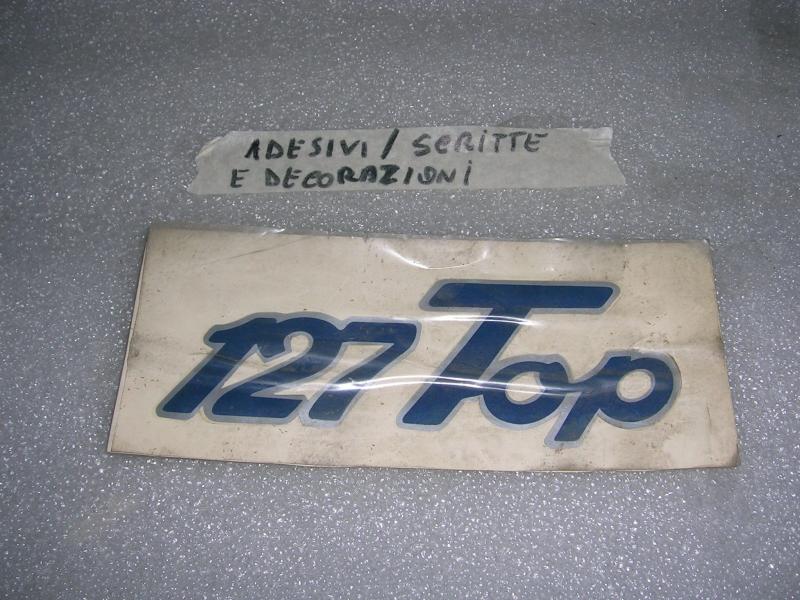 ADESIVI / SCRITTE
E DECORAZIONI
127 Top